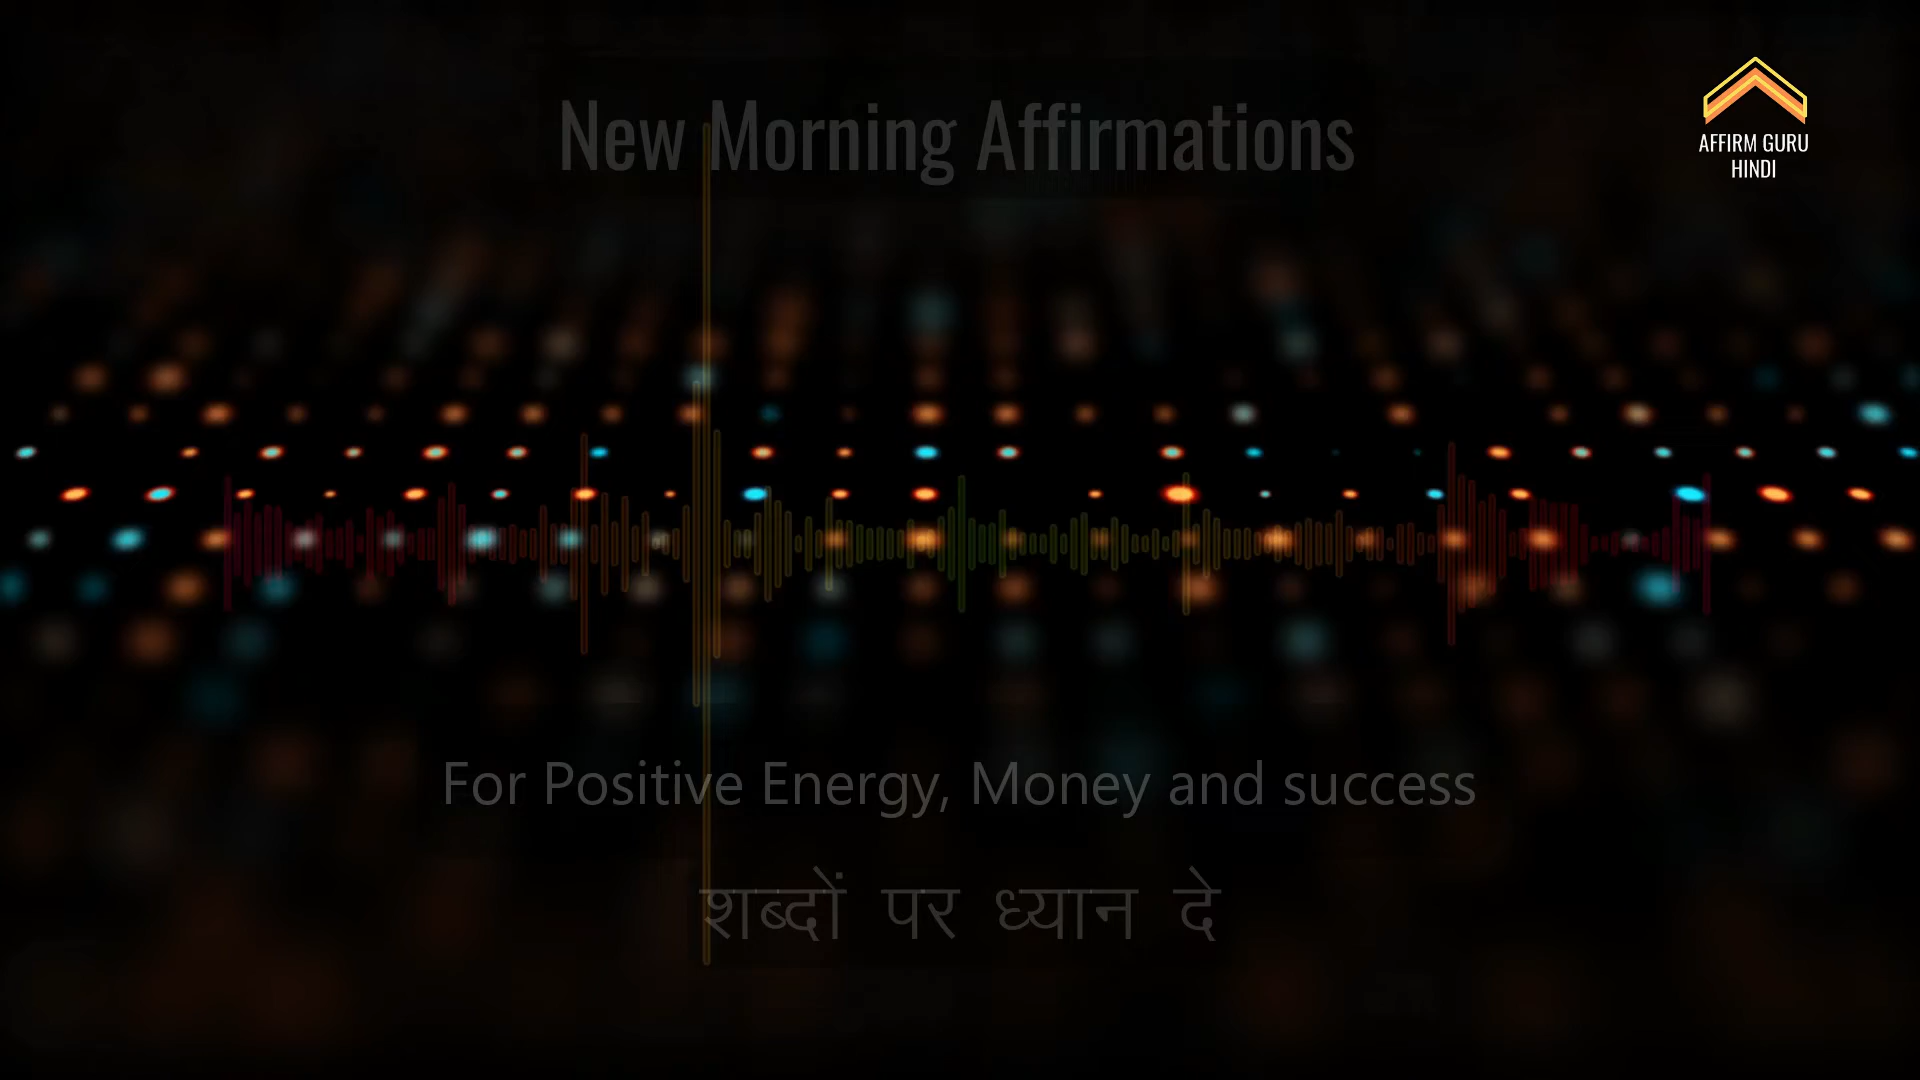 New Morning Affirmations
AFFIRM GURU
HINDI
For Positive Energy, Money and success
शब्दों पर ध्यान दे